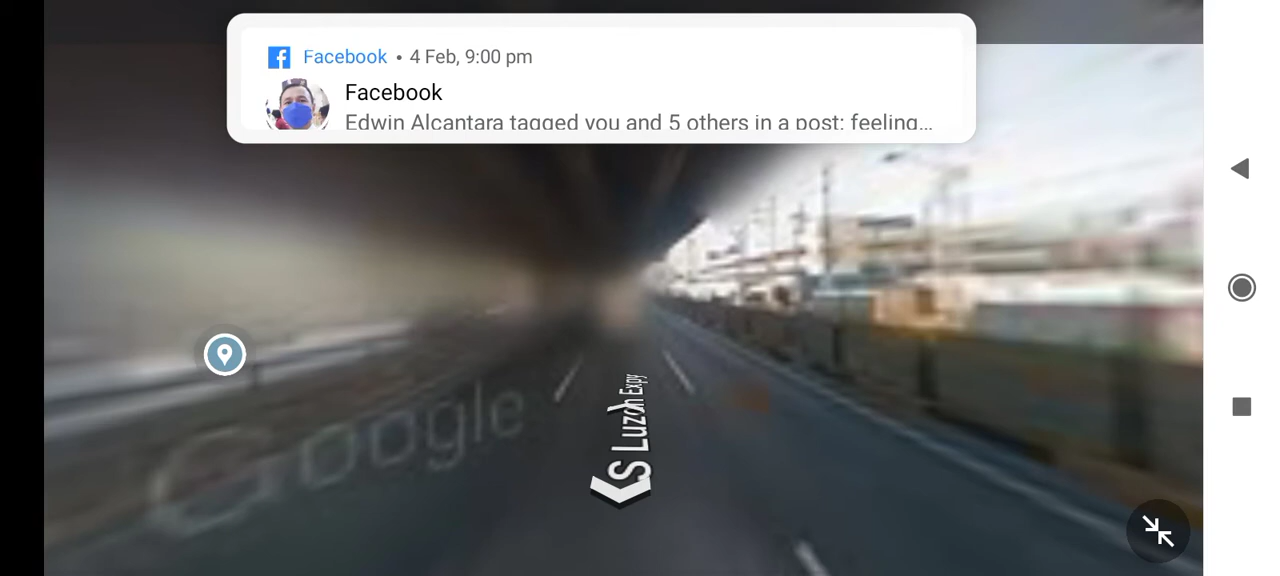 Facebook • 4 Feb, 9:00 pm
Facebook
Edwin Alcantara tagged you and 5 others in a post: feeling…
S Luzon Expy
Google